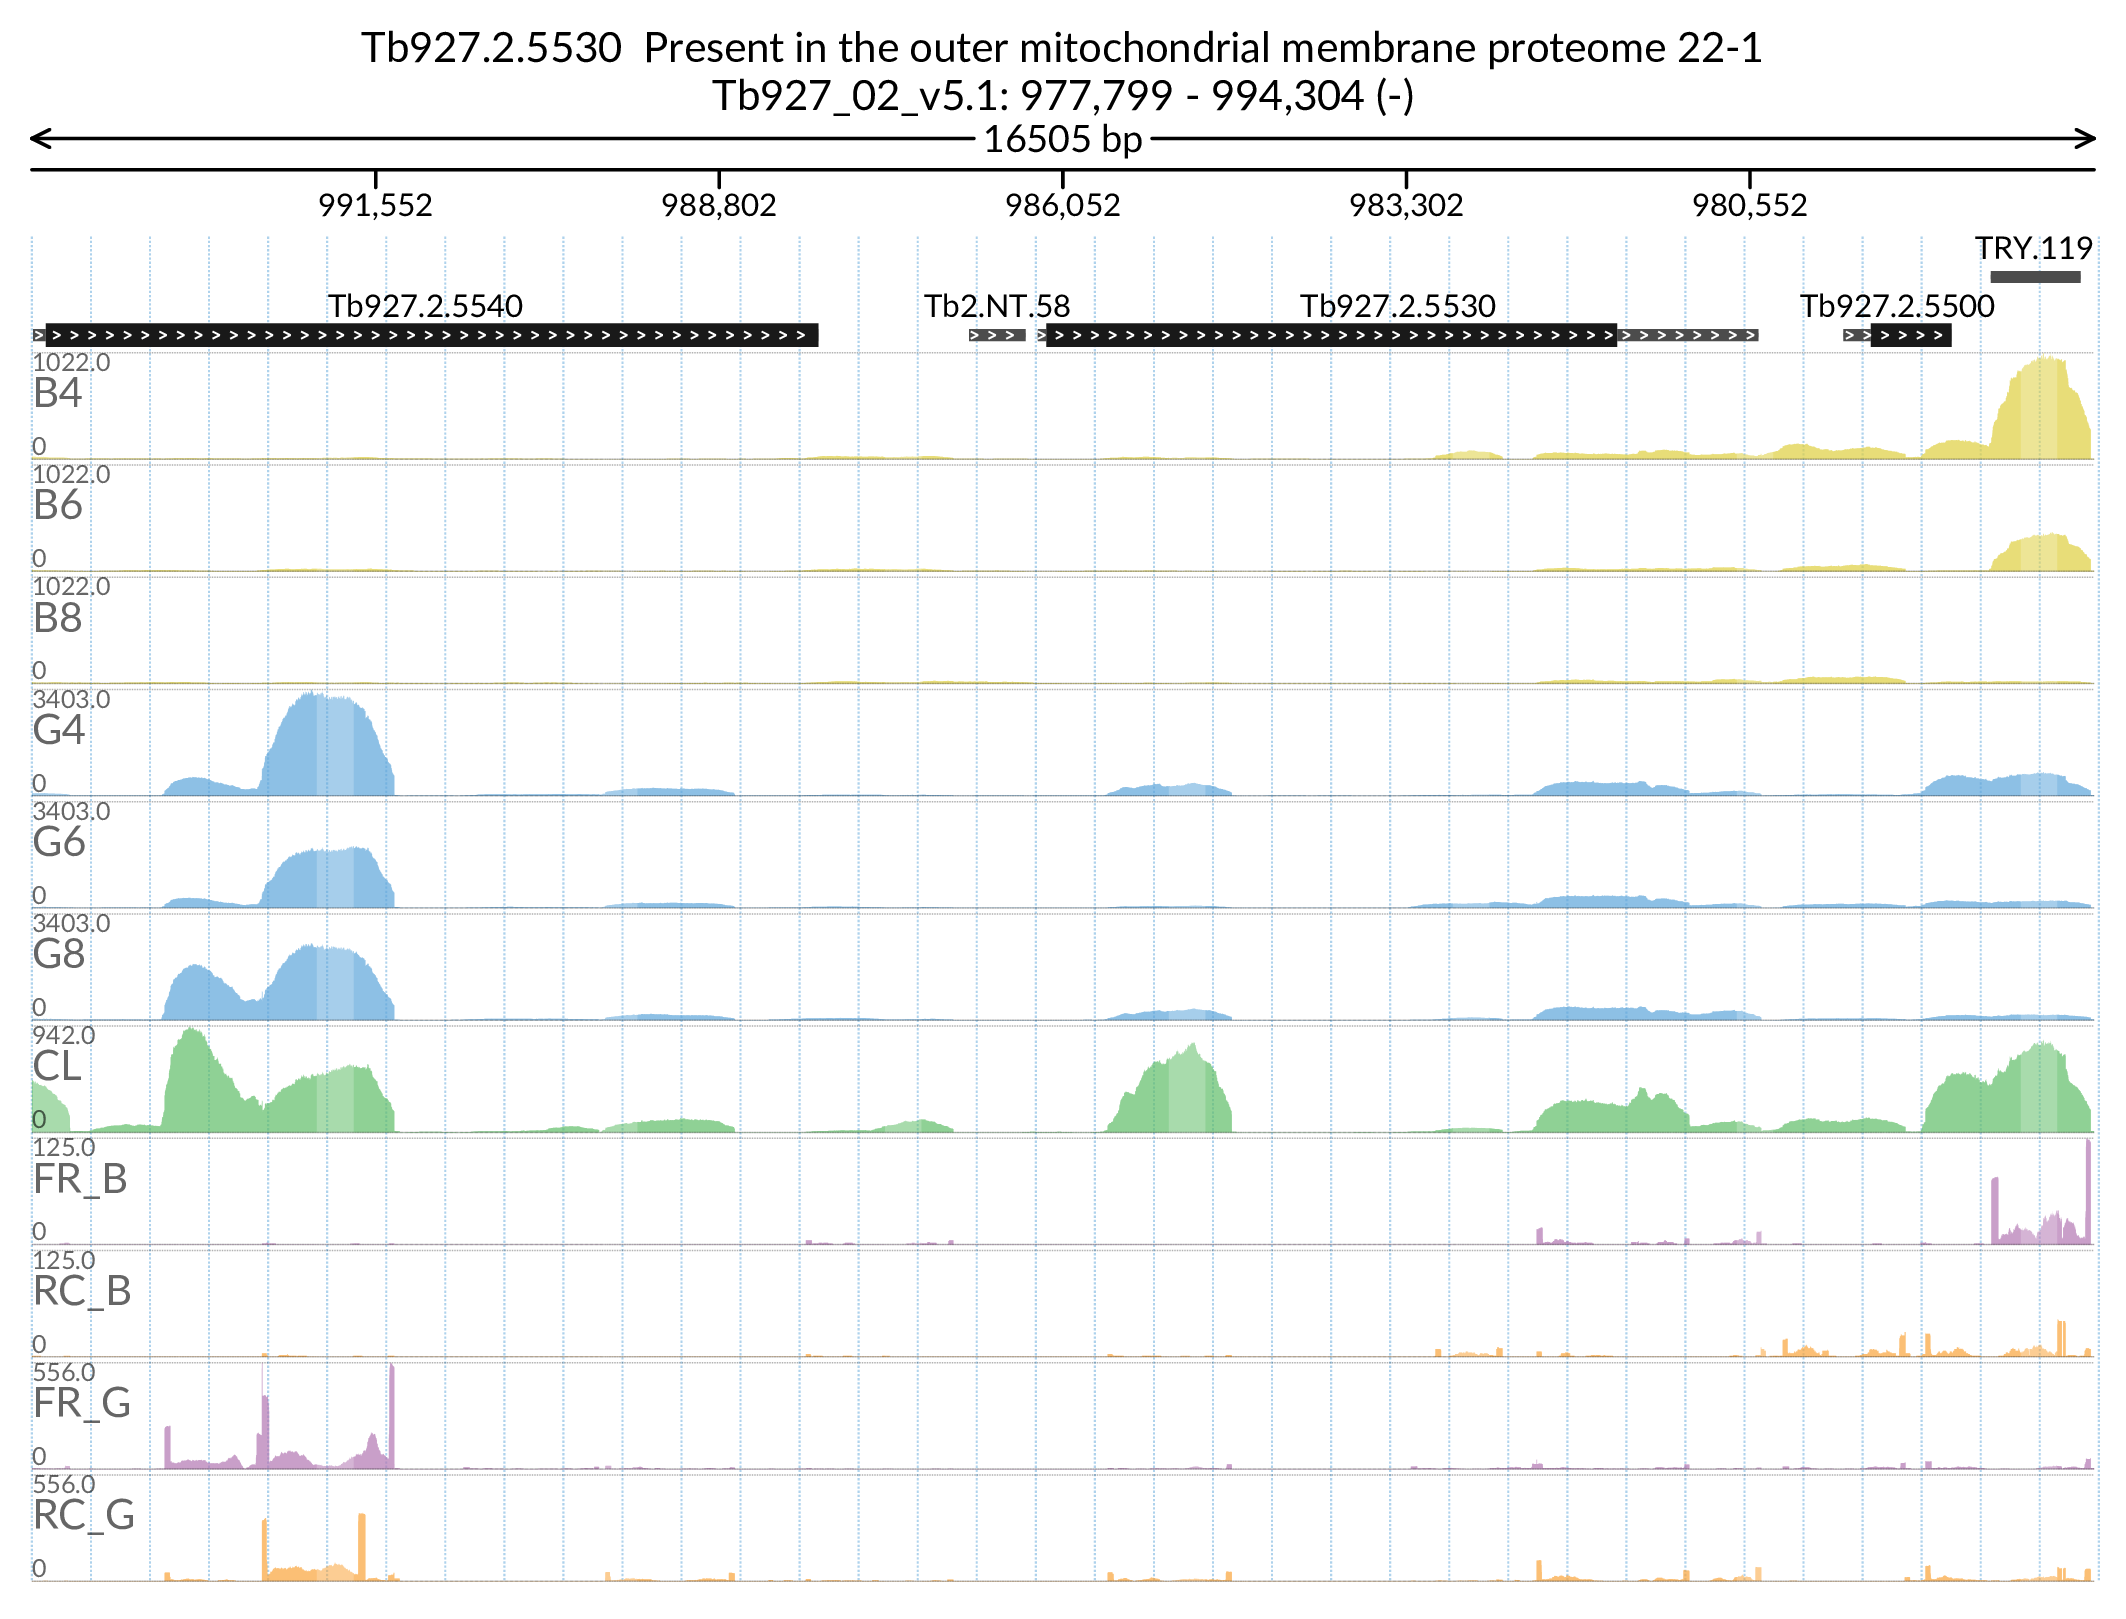 Tb927.2.5530 Present in the outer mitochondrial membrane proteome 22-1
Tb927_02_v5.1: 977,799 - 994,304 (-)
16505 bp
991,552 988,802 986,052 983,302 980,552
TRY.119
Tb927.2.5540 Tb2.NT.58 Tb927.2.5530 Tb927.2.5500
1022.0
B4
0
1022.0
B6
0
1022.0
B8
0
3403.0
G4
0
3403.0
G6
0
3403.0
G8
0
942.0
CL
0
125.0
FR_B
0
125.0
RC_B
0
556.0
FR_G
0
556.0
RC_G
0